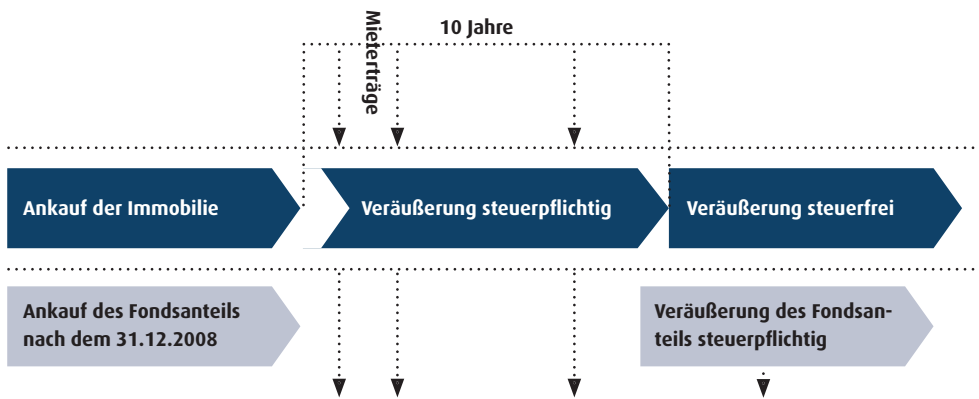 10 Jahre
Mieterträge
Ankauf der Immobilie
Veräußerung steuerpflichtig
Veräußerung steuerfrei
Ankauf des Fondsanteils
nach dem 31.12.2008
Veräußerung des Fondsan-
teils steuerpflichtig